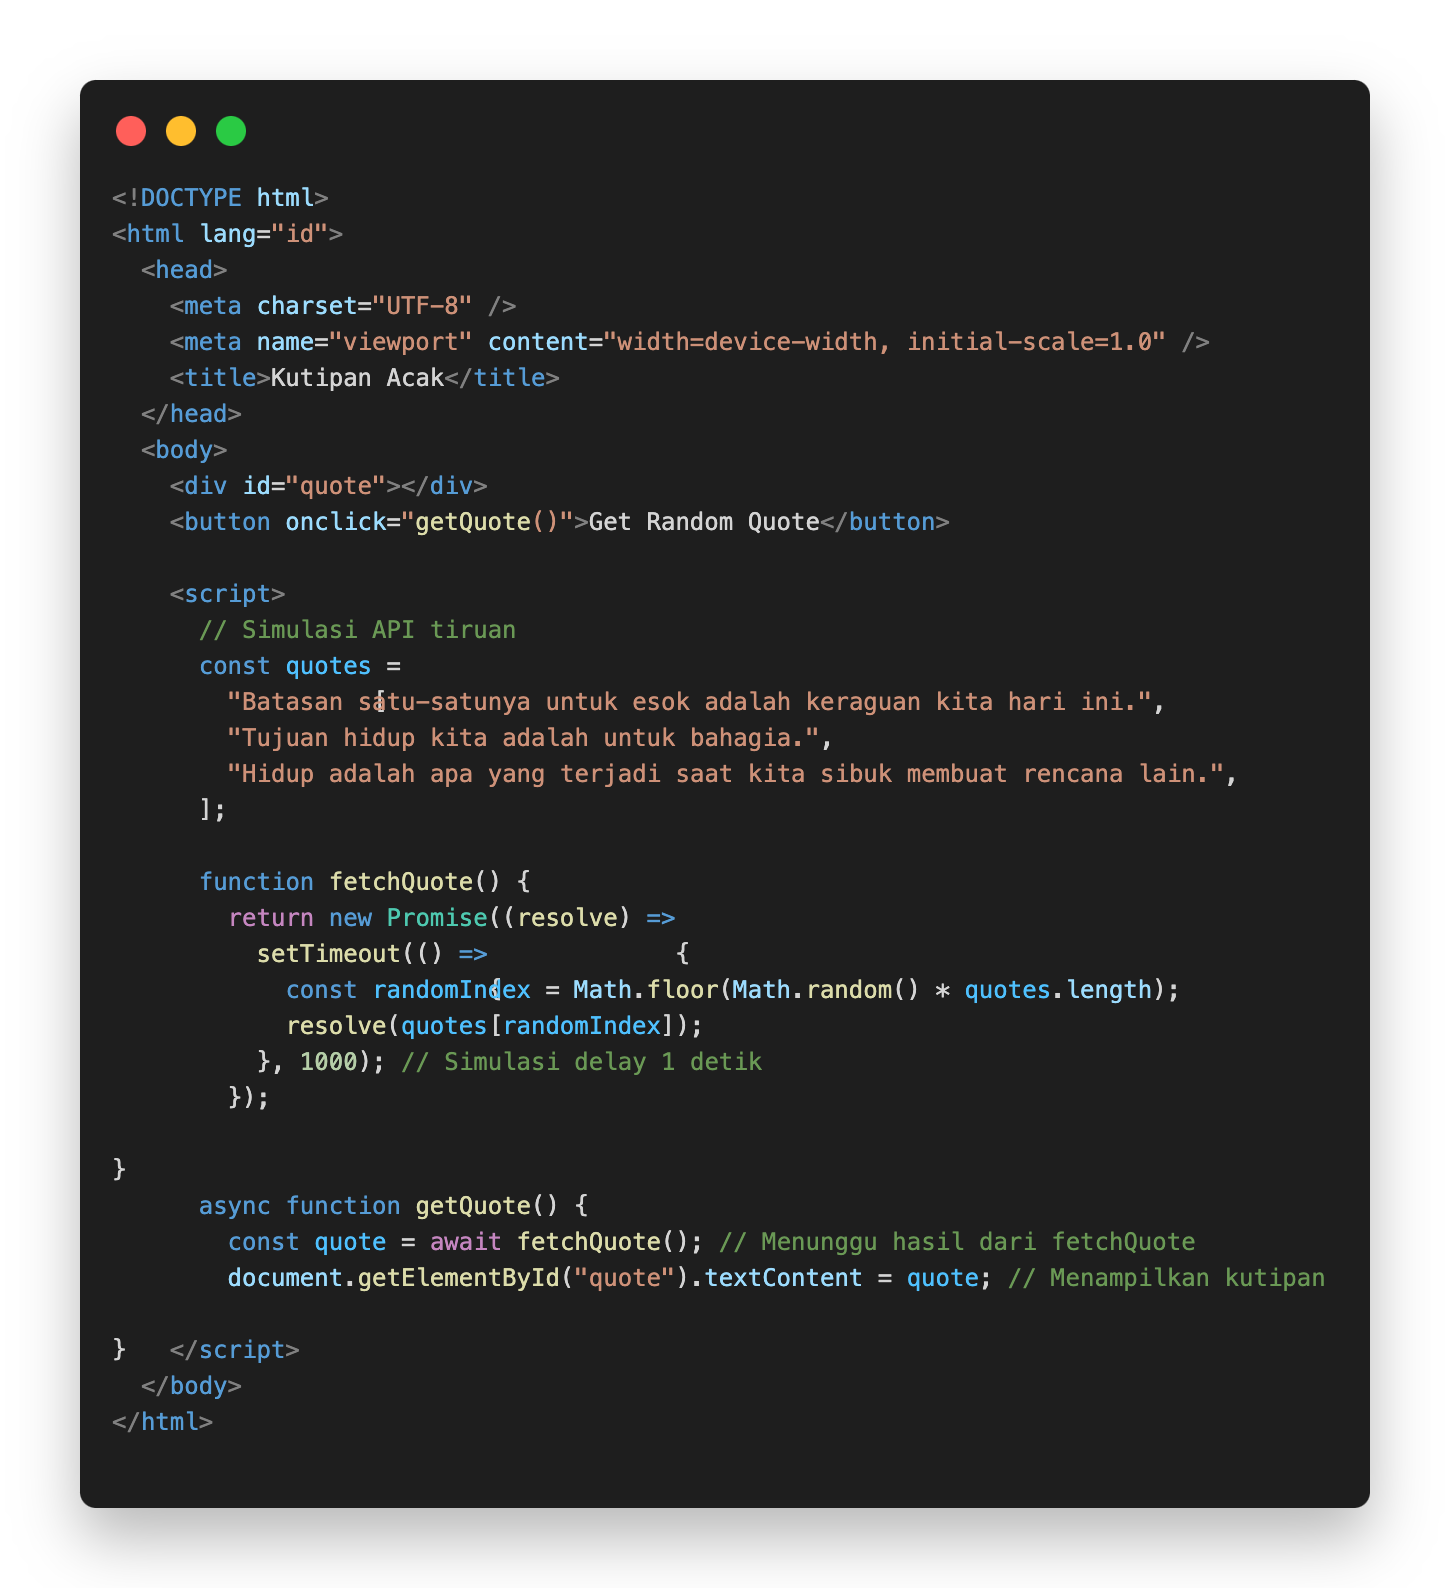 <!DOCTYPE html>
<html lang="id">
  <head>
    <meta charset="UTF-8" />
    <meta name="viewport" content="width=device-width, initial-scale=1.0" />
    <title>Kutipan Acak</title>
  </head>
  <body>
    <div id="quote"></div>
    <button onclick="getQuote()">Get Random Quote</button>

    <script>
      // Simulasi API tiruan
      const quotes = [
        "Batasan satu-satunya untuk esok adalah keraguan kita hari ini.",
        "Tujuan hidup kita adalah untuk bahagia.",
        "Hidup adalah apa yang terjadi saat kita sibuk membuat rencana lain.",
      ];

      function fetchQuote() {
        return new Promise((resolve) => {
          setTimeout(() => {
            const randomIndex = Math.floor(Math.random() * quotes.length);
            resolve(quotes[randomIndex]);
          }, 1000); // Simulasi delay 1 detik
        });

}
      async function getQuote() {
        const quote = await fetchQuote(); // Menunggu hasil dari fetchQuote
        document.getElementById("quote").textContent = quote; // Menampilkan kutipan

}   </script>
  </body>
</html>